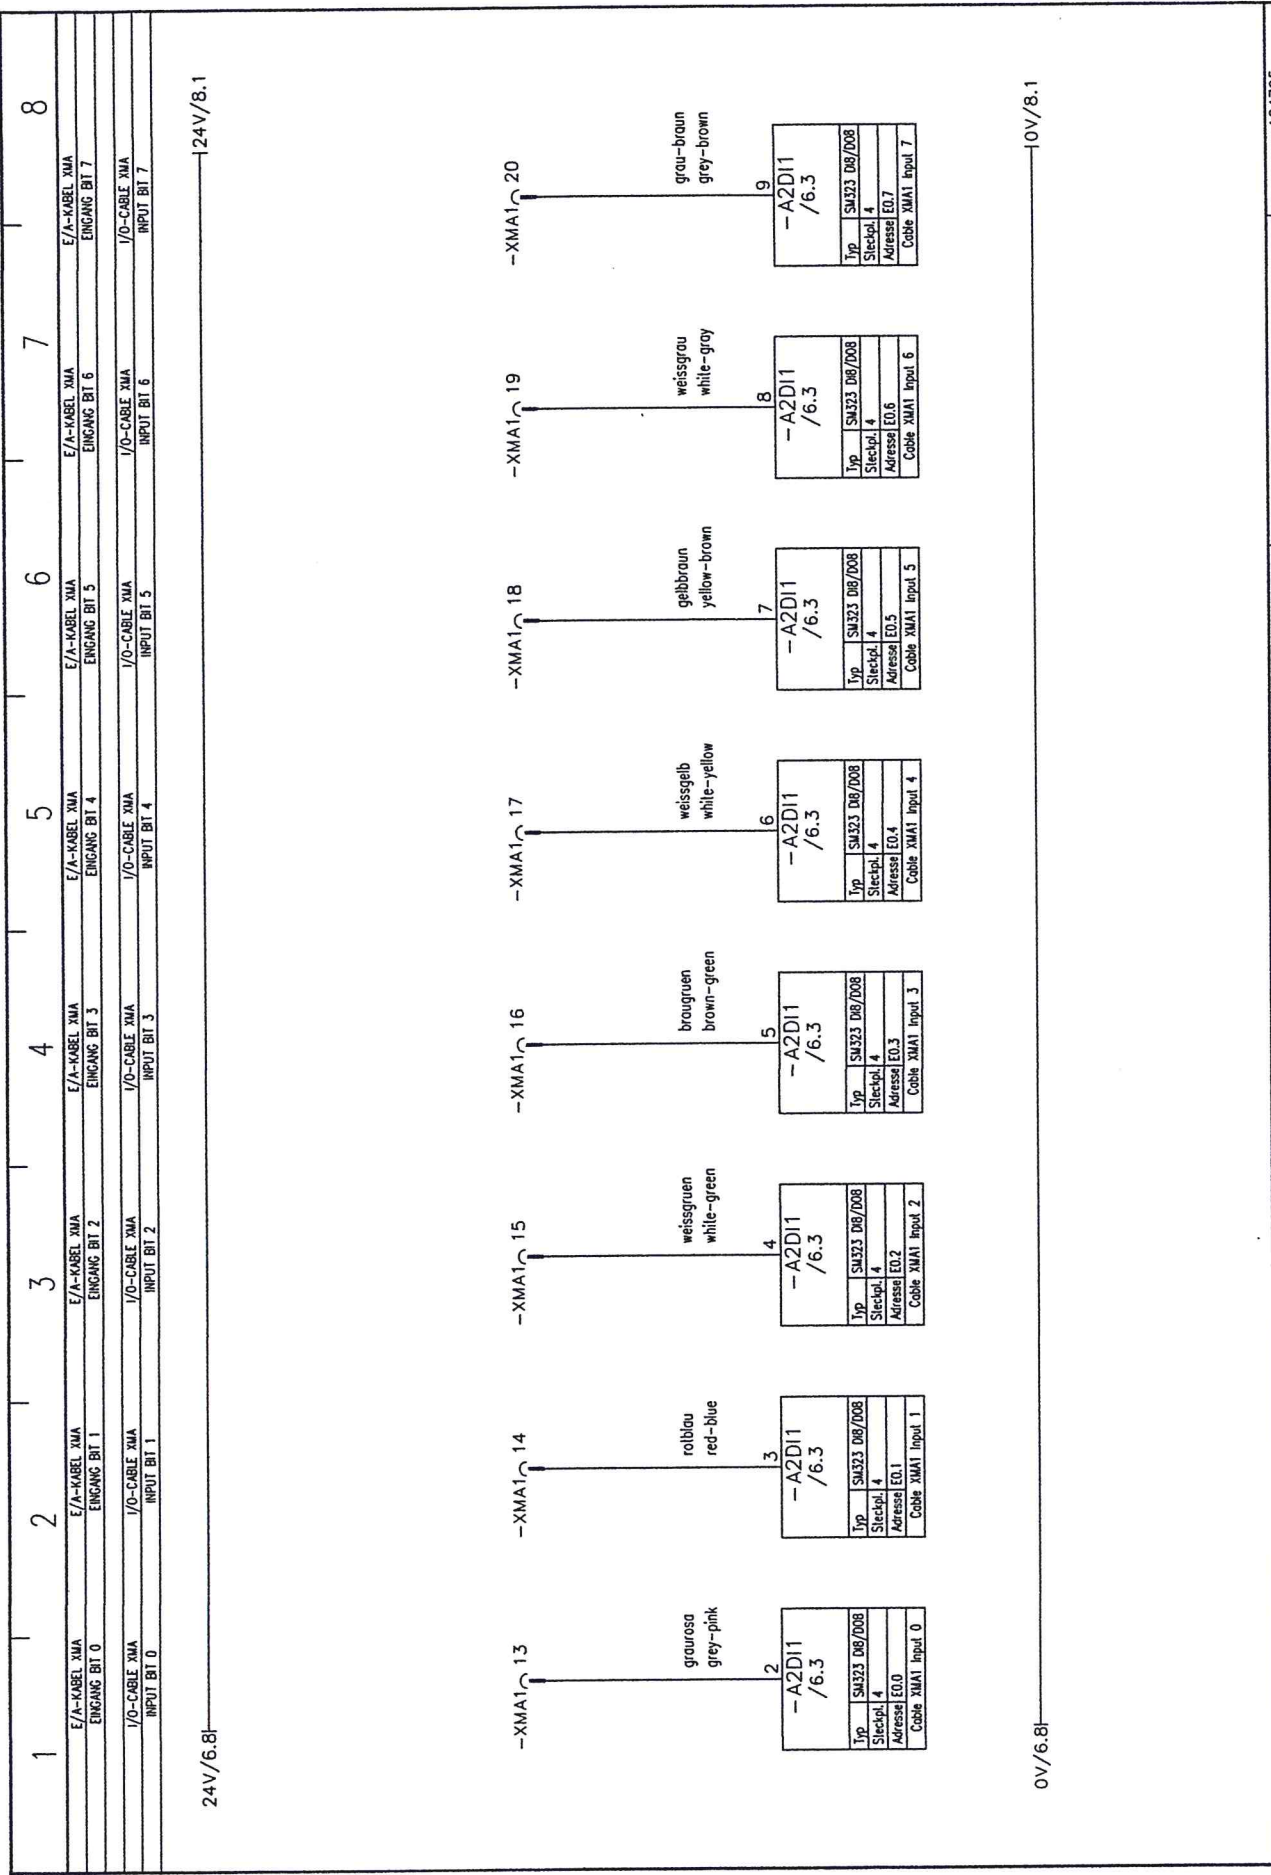 1 2 3 4 5 6 7 8
E/A-KABEL XMA E/A-KABEL XMA E/A-KABEL XMA E/A-KABEL XMA E/A-KABEL XMA E/A-KABEL XMA E/A-KABEL XMA E/A-KABEL XMA
EINGANG BIT 0 EINGANG BIT 1 EINGANG BIT 2 EINGANG BIT 3 EINGANG BIT 4 EINGANG BIT 5 EINGANG BIT 6 EINGANG BIT 7
I/O-CABLE XMA I/O-CABLE XMA I/O-CABLE XMA I/O-CABLE XMA I/O-CABLE XMA I/O-CABLE XMA I/O-CABLE XMA I/O-CABLE XMA
INPUT BIT 0 INPUT BIT 1 INPUT BIT 2 INPUT BIT 3 INPUT BIT 4 INPUT BIT 5 INPUT BIT 6 INPUT BIT 7
24V/6.8 24V/8.1
-XMA1 13 -XMA1 14 -XMA1 15 -XMA1 16 -XMA1 17 -XMA1 18 -XMA1 19 -XMA1 20
graurosa rotblau weissgruen braugruen weissgelb gelbbraun weissgrau grau-braun
grey-pink red-blue white-green brown-green white-yellow yellow-brown white-gray grey-brown
2 3 4 5 6 7 8 9
-A2DI1 -A2DI1 -A2DI1 -A2DI1 -A2DI1 -A2DI1 -A2DI1 -A2DI1
/6.3 /6.3 /6.3 /6.3 /6.3 /6.3 /6.3 /6.3
Typ SM323 DI8/DO8 Typ SM323 DI8/DO8 Typ SM323 DI8/DO8 Typ SM323 DI8/DO8 Typ SM323 DI8/DO8 Typ SM323 DI8/DO8 Typ SM323 DI8/DO8 Typ SM323 DI8/DO8
Steckpl. 4 Steckpl. 4 Steckpl. 4 Steckpl. 4 Steckpl. 4 Steckpl. 4 Steckpl. 4 Steckpl. 4
Adresse E0.0 Adresse E0.1 Adresse E0.2 Adresse E0.3 Adresse E0.4 Adresse E0.5 Adresse E0.6 Adresse E0.7
Cable XMA1 Input 0 Cable XMA1 Input 1 Cable XMA1 Input 2 Cable XMA1 Input 3 Cable XMA1 Input 4 Cable XMA1 Input 5 Cable XMA1 Input 6 Cable XMA1 Input 7
0V/6.8 0V/8.1